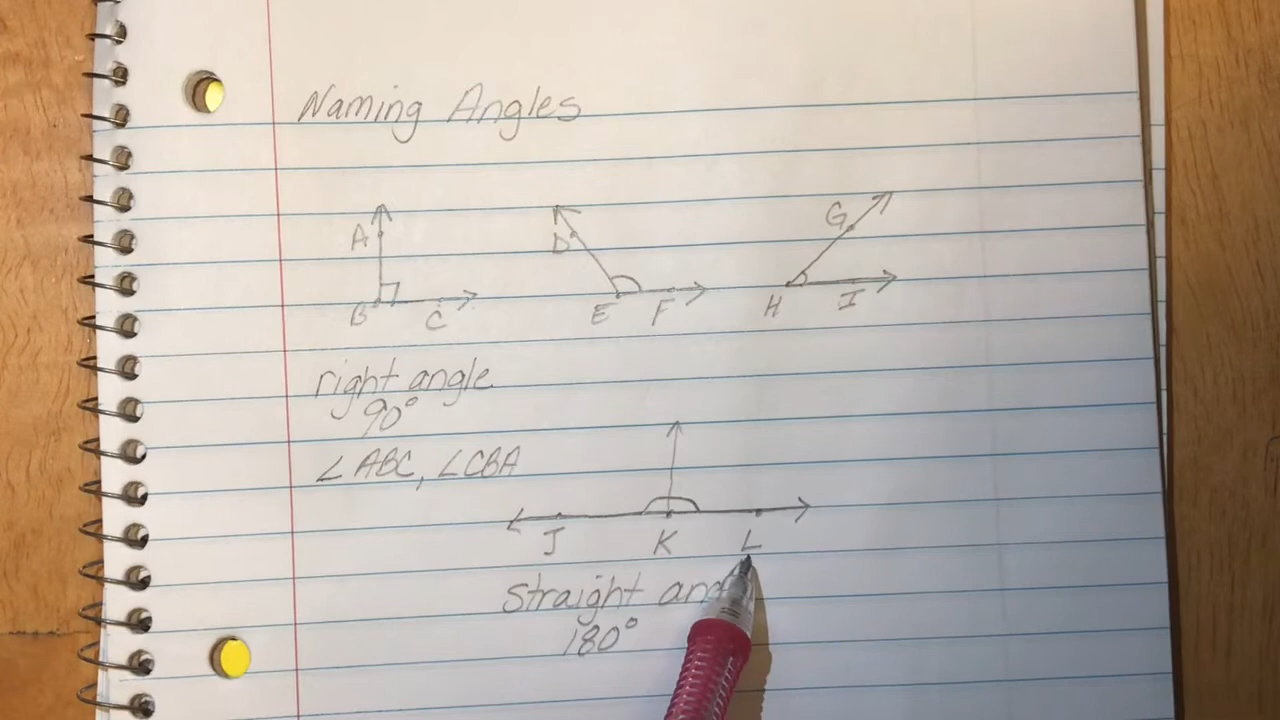 Naming Angles
A
B
C
D
E
F
G
H
I
right angle
90°
∠ABC, ∠CBA
J
K
L
Straight
180°